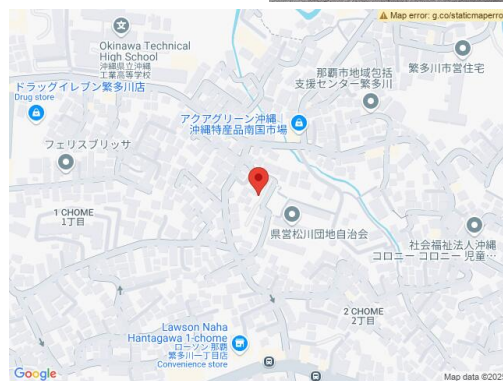 Map error: g.co/staticmaperro
Okinawa Technical
High School
沖縄県立沖縄
工業高等学校
那覇市地域包括
支援センター繁多川
繁多川市営住宅
ドラッグイレブン繁多川店
Drug store
アクアグリーン沖縄
沖縄特産品南国市場
フェリスブリッサ
1 CHOME
1丁目
県営松川団地自治会
社会福祉法人沖縄
コロニー コロニー 児童…
2 CHOME
2丁目
Lawson Naha
Hantagawa 1-chome
ローソン 那覇
繁多川一丁目店
Convenience store
Google
Map data ©202